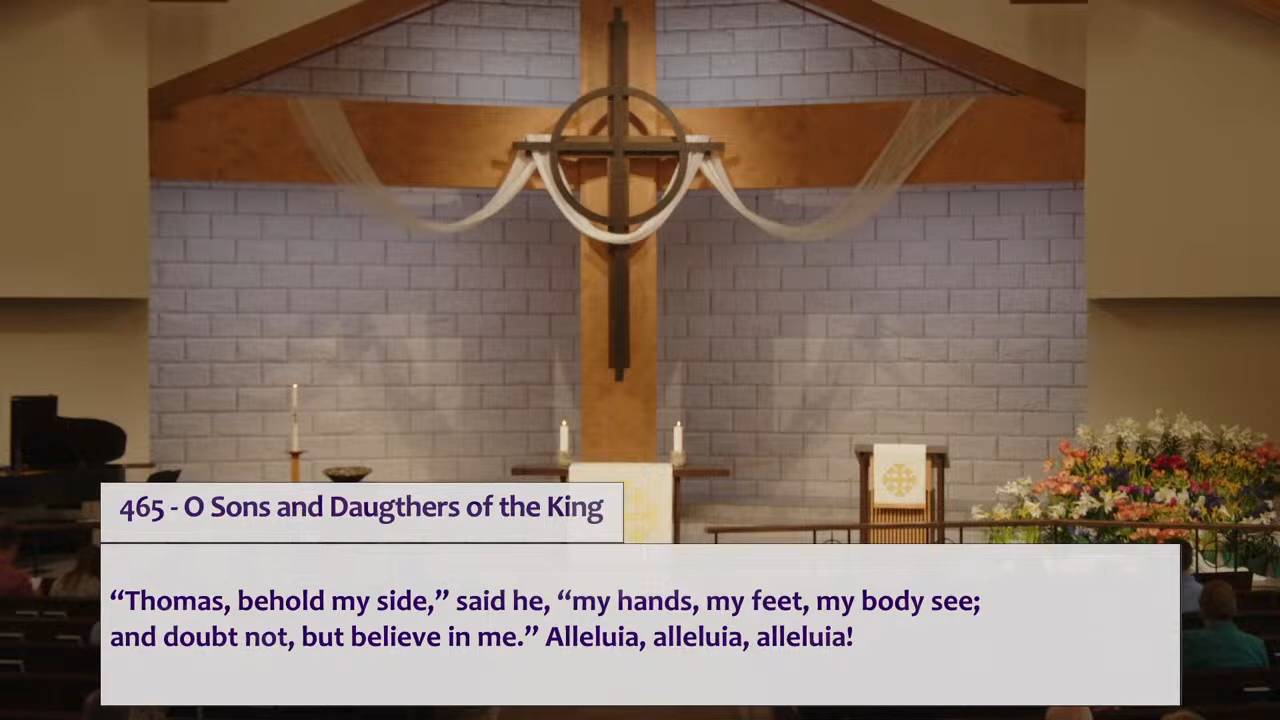 465 - O Sons and Daugthers of the King
“Thomas, behold my side,” said he, “my hands, my feet, my body see;
and doubt not, but believe in me.” Alleluia, alleluia, alleluia!